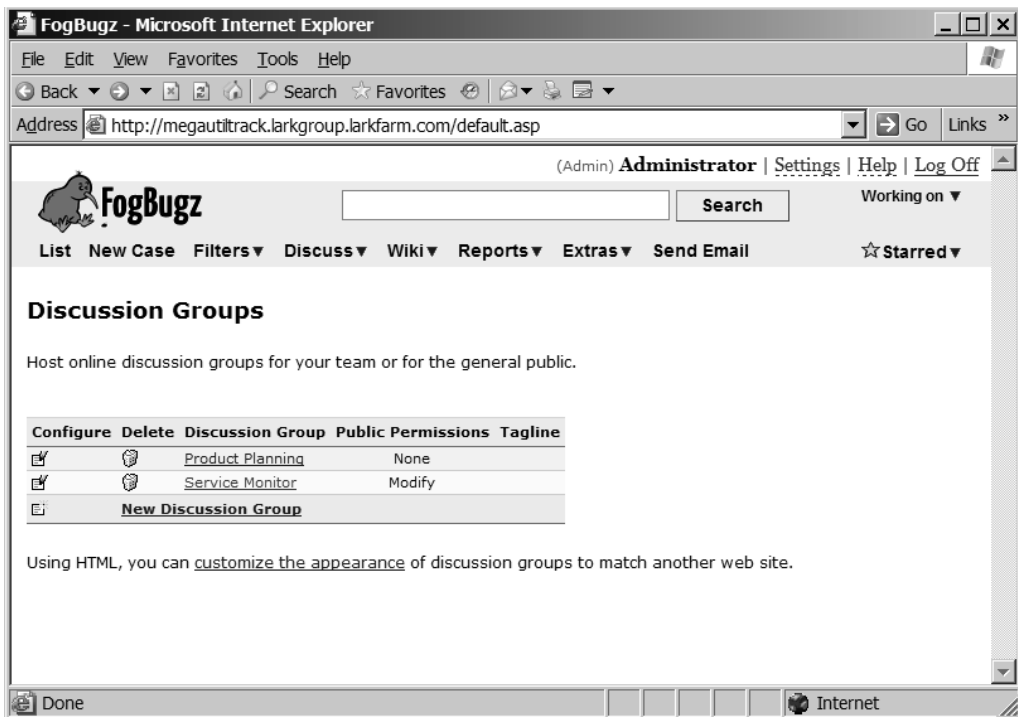 FogBugz - Microsoft Internet Explorer
File Edit View Favorites Tools Help
Back Search Favorites
Address http://megautiltrack.larkgroup.larkfarm.com/default.asp Go Links »
(Admin) Administrator | Settings | Help | Log Off
FogBugz Search Working on ▼
List New Case Filters▼ Discuss▼ Wiki▼ Reports▼ Extras▼ Send Email ☆Starred▼
Discussion Groups
Host online discussion groups for your team or for the general public.
Configure Delete Discussion Group Public Permissions Tagline
Product Planning None
Service Monitor Modify
New Discussion Group
Using HTML, you can customize the appearance of discussion groups to match another web site.
Done Internet